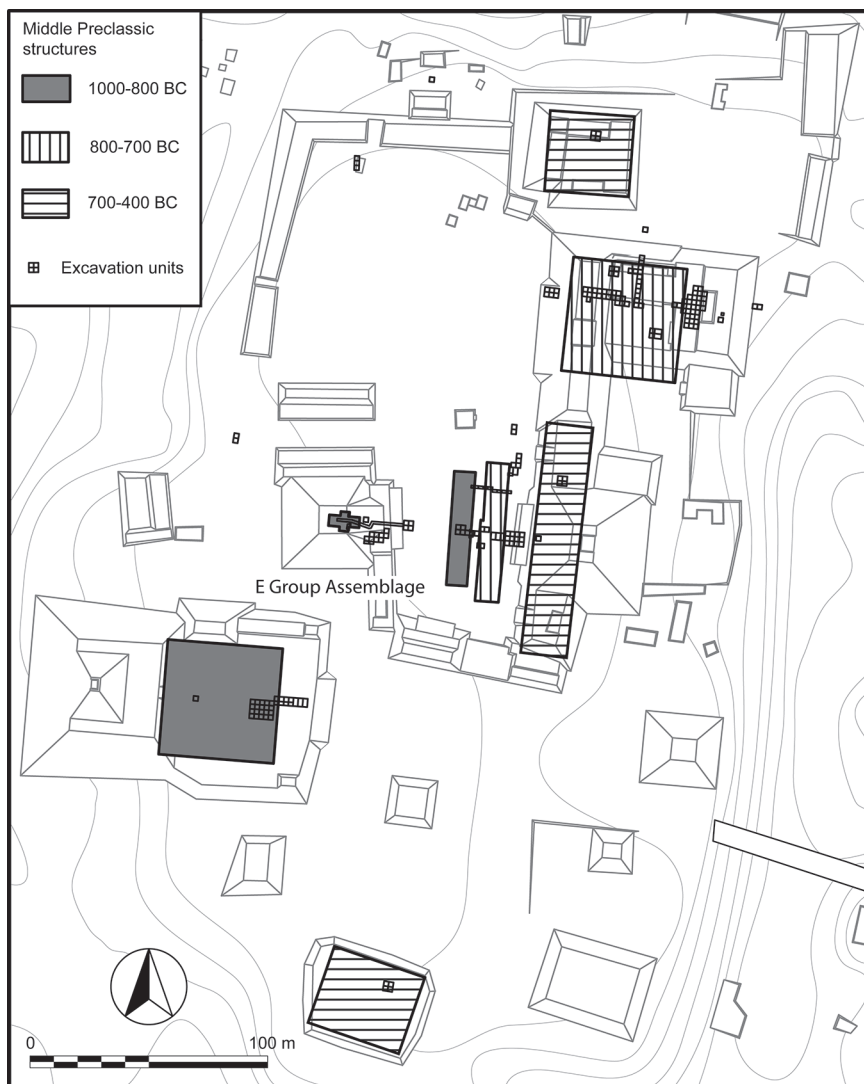 Middle Preclassic
structures
1000-800 BC
800-700 BC
700-400 BC
Excavation units
E Group Assemblage
0
100 m